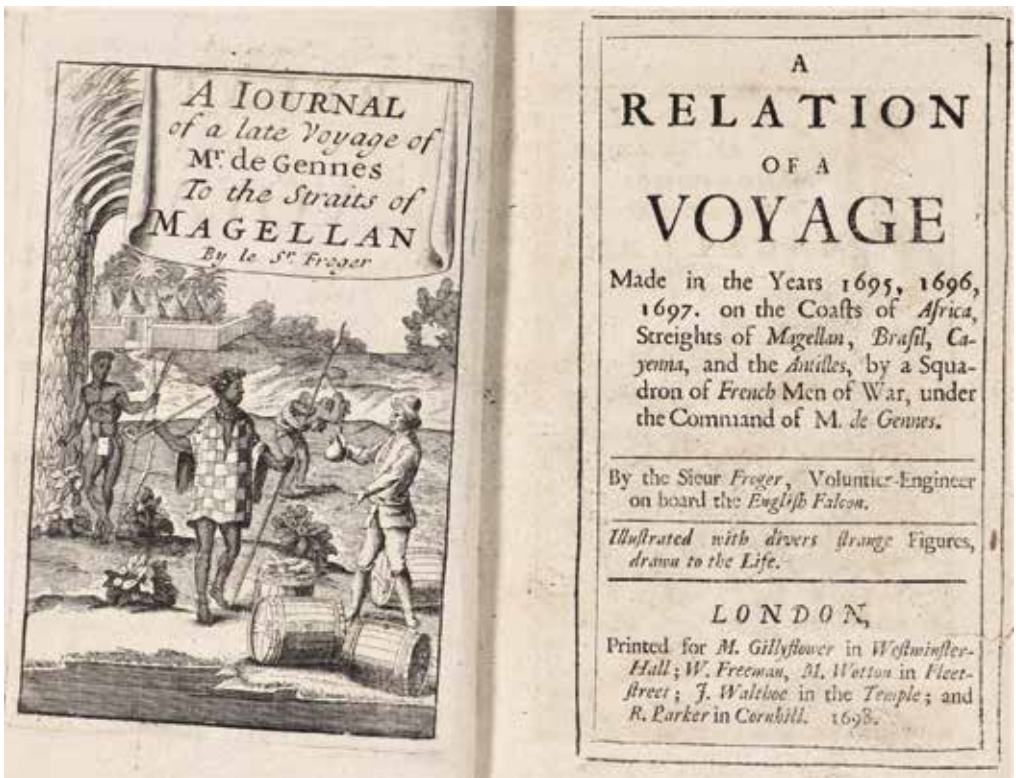 A IOURNAL
of a late Voyage of
Mr. de Gennes
To the Straits of
MAGELLAN
By le Sr. Froger
A
RELATION
OF A
VOYAGE
Made in the Years 1695, 1696,
1697. on the Coaſts of Africa,
Streights of Magellan, Braſil, Ca-
yenna, and the Antilles, by a Squa-
dron of French Men of War, under
the Command of M. de Gennes.
By the Sieur Froger, Voluntier-Engineer
on board the Engliſh Falcon.
Illuſtrated with divers ſtrange Figures,
drawn to the Life.
LONDON,
Printed for M. Gillyflower in Weſtminſter-
Hall; W. Freeman, M. Wotton in Fleet-
ſtreet; J. Walthoe in the Temple; and
R. Parker in Cornhill. 1698.